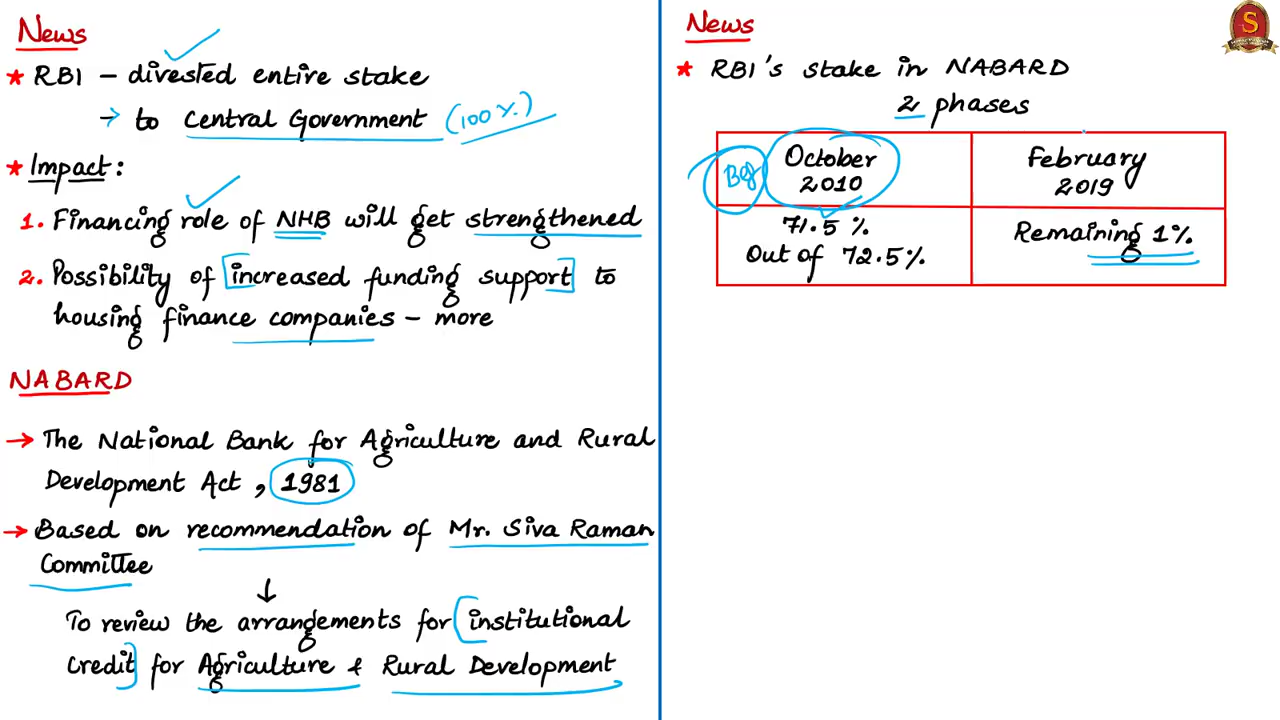 News
* RBI – divested entire stake
→ to Central Government (100%)
* Impact:
1. Financing role of NHB will get strengthened
2. Possibility of [increased funding support] to
housing finance companies – more
NABARD
→ The National Bank for Agriculture and Rural
Development Act, 1981
→ Based on recommendation of Mr. Siva Raman
Committee
↓
To review the arrangements for [institutional
credit] for Agriculture & Rural Development
News
* RBI's stake in NABARD
2 phases
Bef
October
2010
February
2019
71.5 %
Out of 72.5%
Remaining 1%
S